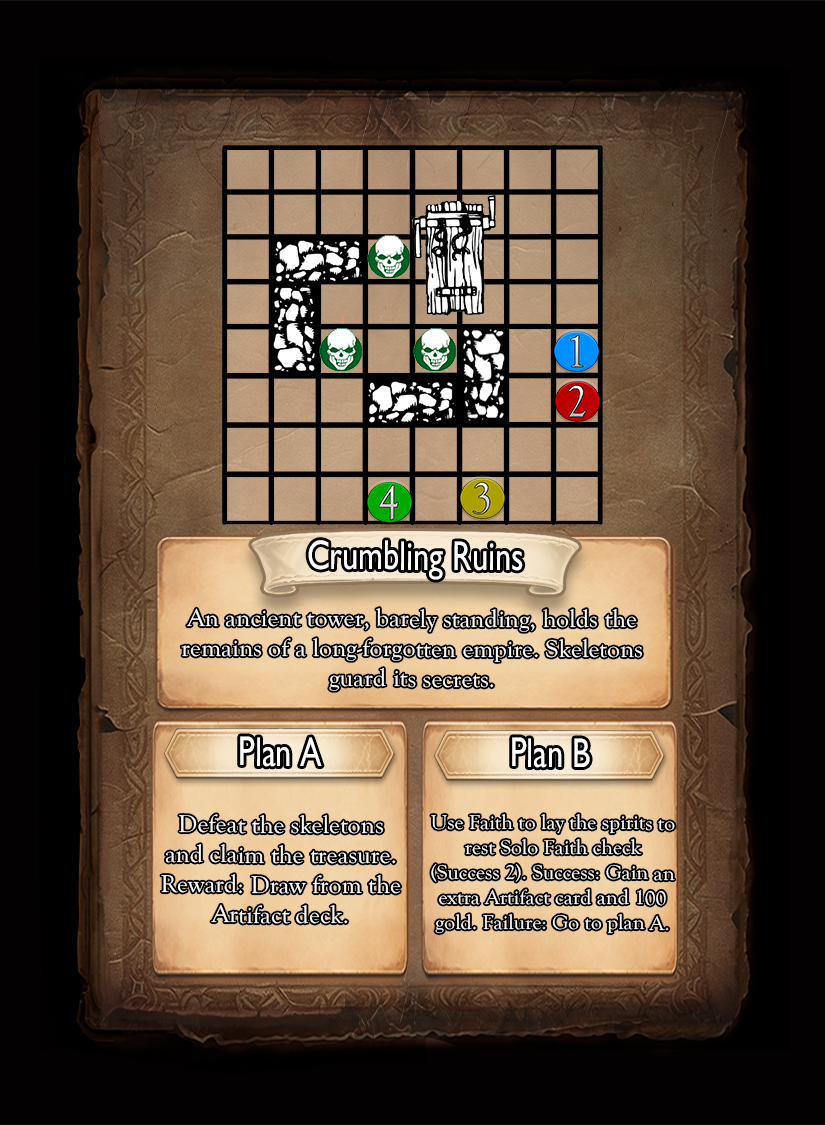 1
2
4 3
Crumbling Ruins
An ancient tower, barely standing, holds the
remains of a long-forgotten empire. Skeletons
guard its secrets.
Plan A
Defeat the skeletons
and claim the treasure.
Reward: Draw from the
Artifact deck.
Plan B
Use Faith to lay the spirits to
rest Solo Faith check
(Success 2). Success: Gain an
extra Artifact card and 100
gold. Failure: Go to plan A.